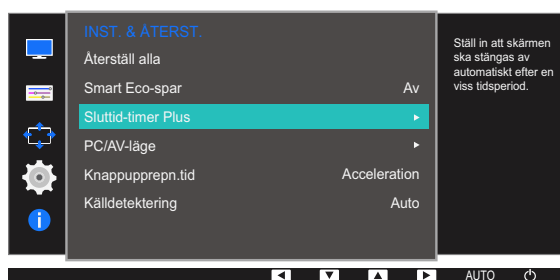 INST. & ÅTERST.
Återställ alla
Smart Eco-spar Av
Sluttid-timer Plus
PC/AV-läge
Knappupprepn.tid Acceleration
Källdetektering Auto
Ställ in att skärmen
ska stängas av
automatiskt efter en
viss tidsperiod.
AUTO